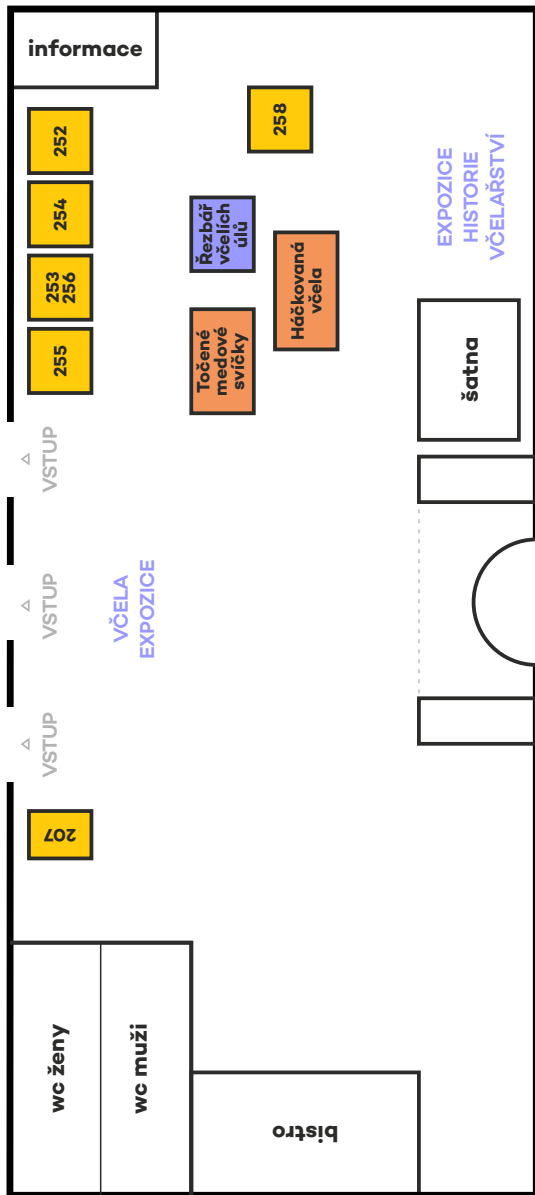 informace
252
254
253
256
255
258
Řezbář
včelích
úlů
Háčkovaná
včela
Točené
medové
svíčky
EXPOZICE
HISTORIE
VČELAŘSTVÍ
šatna
VSTUP
VSTUP
VSTUP
VČELA
EXPOZICE
207
wc ženy
wc muži
bistro